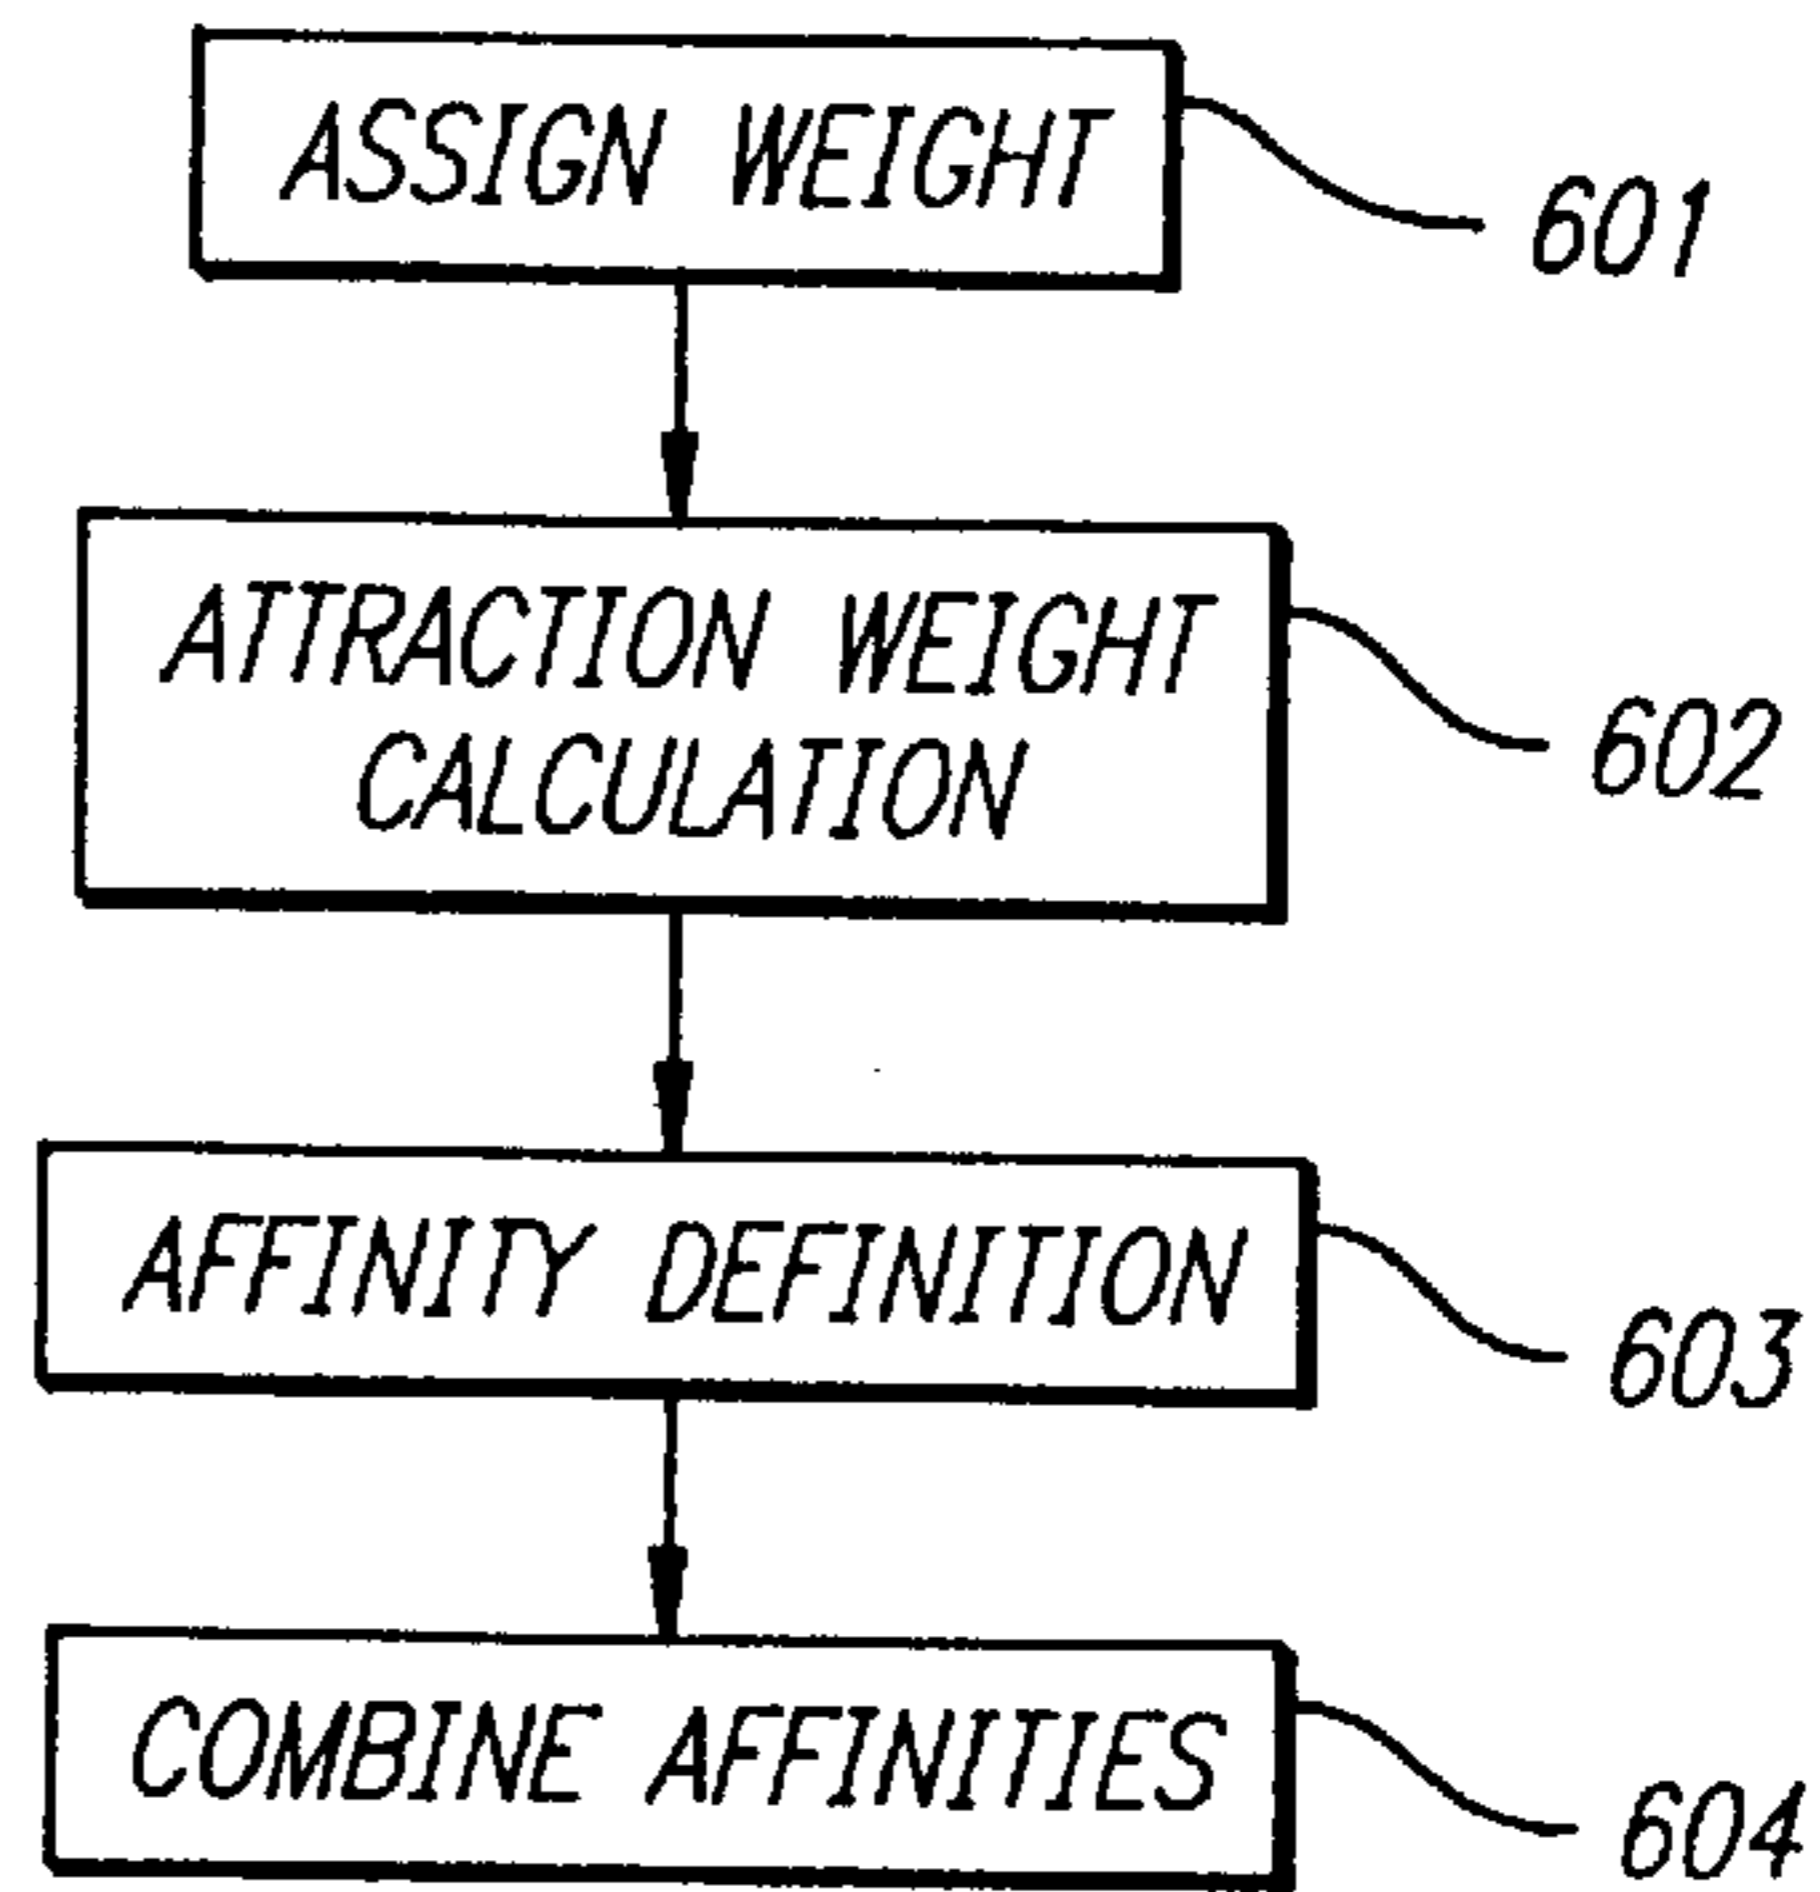 ASSIGN WEIGHT
601
ATTRACTION WEIGHT
CALCULATION
602
AFFINITY DEFINITION
603
COMBINE AFFINITIES
604